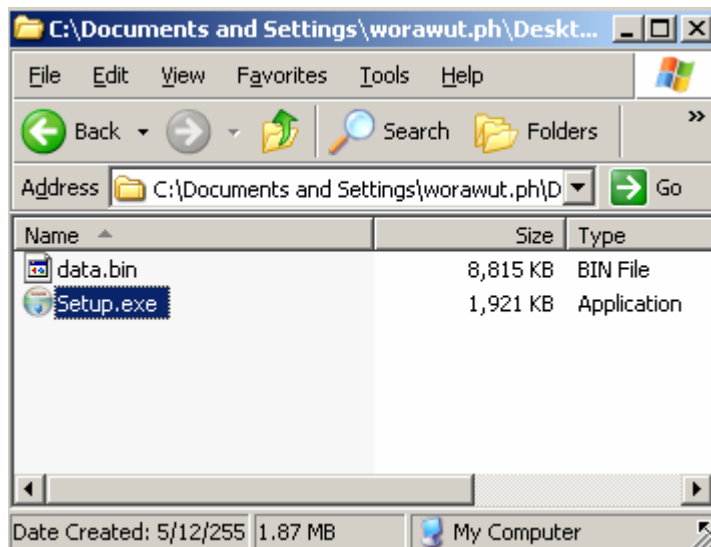 C:\Documents and Settings\worawut.ph\Deskt...
File Edit View Favorites Tools Help
Back Search Folders »
Address C:\Documents and Settings\worawut.ph\D Go
Name Size Type
data.bin 8,815 KB BIN File
Setup.exe 1,921 KB Application
Date Created: 5/12/255 1.87 MB My Computer